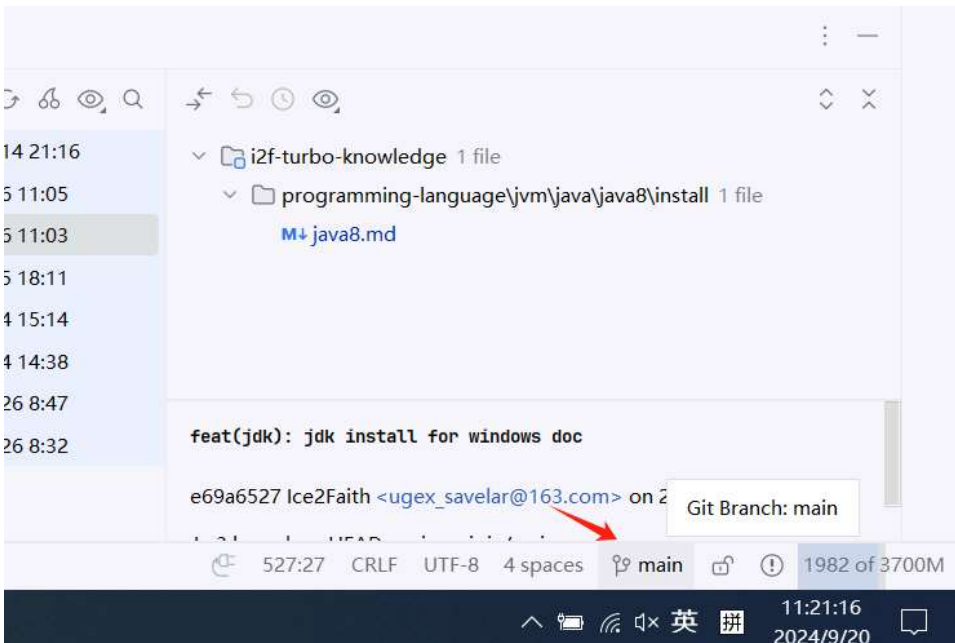 14 21:16
6 11:05
6 11:03
5 18:11
4 15:14
4 14:38
26 8:47
26 8:32
i2f-turbo-knowledge 1 file
programming-language\jvm\java\java8\install 1 file
M↓ java8.md
feat(jdk): jdk install for windows doc
e69a6527 Ice2Faith <ugex_savelar@163.com> on 2
Git Branch: main
527:27 CRLF UTF-8 4 spaces main 1982 of 3700M
英 拼 11:21:16
2024/9/20